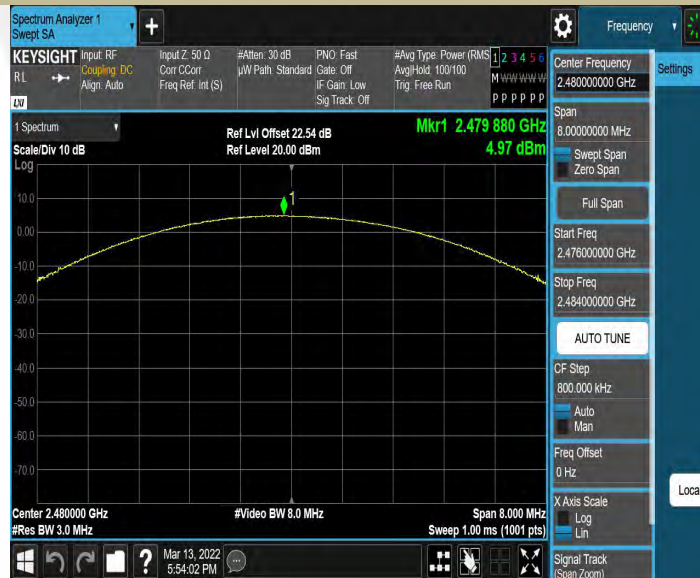 Spectrum Analyzer 1
Swept SA
+
Frequency
KEYSIGHT
RL
LXI
Input: RF
Coupling: DC
Align: Auto
Input Z: 50 Ω
Corr CCorr
Freq Ref: Int (S)
#Atten: 30 dB
µW Path: Standard
PNO: Fast
Gate: Off
IF Gain: Low
Sig Track: Off
#Avg Type: Power (RMS
Avg|Hold: 100/100
Trig: Free Run
1 2 3 4 5 6
M W W W W W
P P P P P P
1 Spectrum
Scale/Div 10 dB
Log
Ref Lvl Offset 22.54 dB
Ref Level 20.00 dBm
Mkr1 2.479 880 GHz
4.97 dBm
1
10.0
0.00
-10.0
-20.0
-30.0
-40.0
-50.0
-60.0
-70.0
Center 2.480000 GHz
#Res BW 3.0 MHz
#Video BW 8.0 MHz
Span 8.000 MHz
Sweep 1.00 ms (1001 pts)
?
Mar 13, 2022
5:54:02 PM
Center Frequency
2.480000000 GHz
Settings
Span
8.00000000 MHz
Swept Span
Zero Span
Full Span
Start Freq
2.476000000 GHz
Stop Freq
2.484000000 GHz
AUTO TUNE
CF Step
800.000 kHz
Auto
Man
Freq Offset
0 Hz
X Axis Scale
Log
Lin
Signal Track
(Span Zoom)